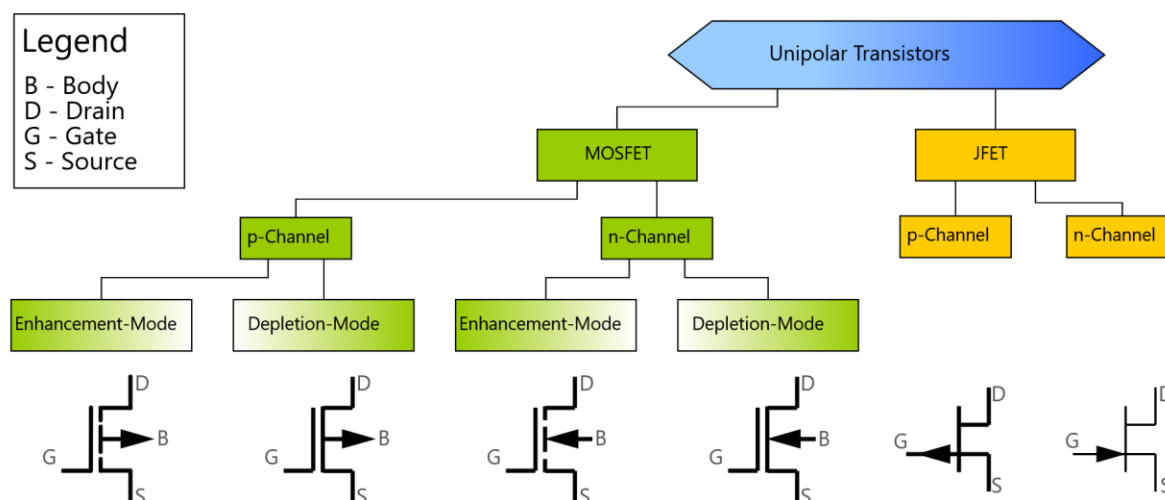 Legend
B - Body
D - Drain
G - Gate
S - Source
Unipolar Transistors
MOSFET
JFET
p-Channel
n-Channel
p-Channel
n-Channel
Enhancement-Mode
Depletion-Mode
Enhancement-Mode
Depletion-Mode
D
G
B
S
D
G
B
S
D
G
B
S
D
G
B
S
D
G
S
D
G
S